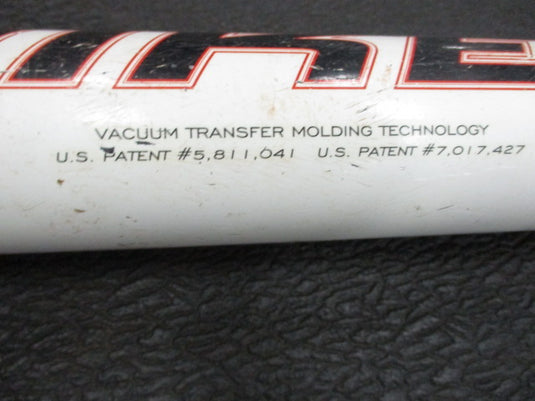 VACUUM TRANSFER MOLDING TECHNOLOGY
U.S. PATENT #5,811,041 U.S. PATENT #7,017,427